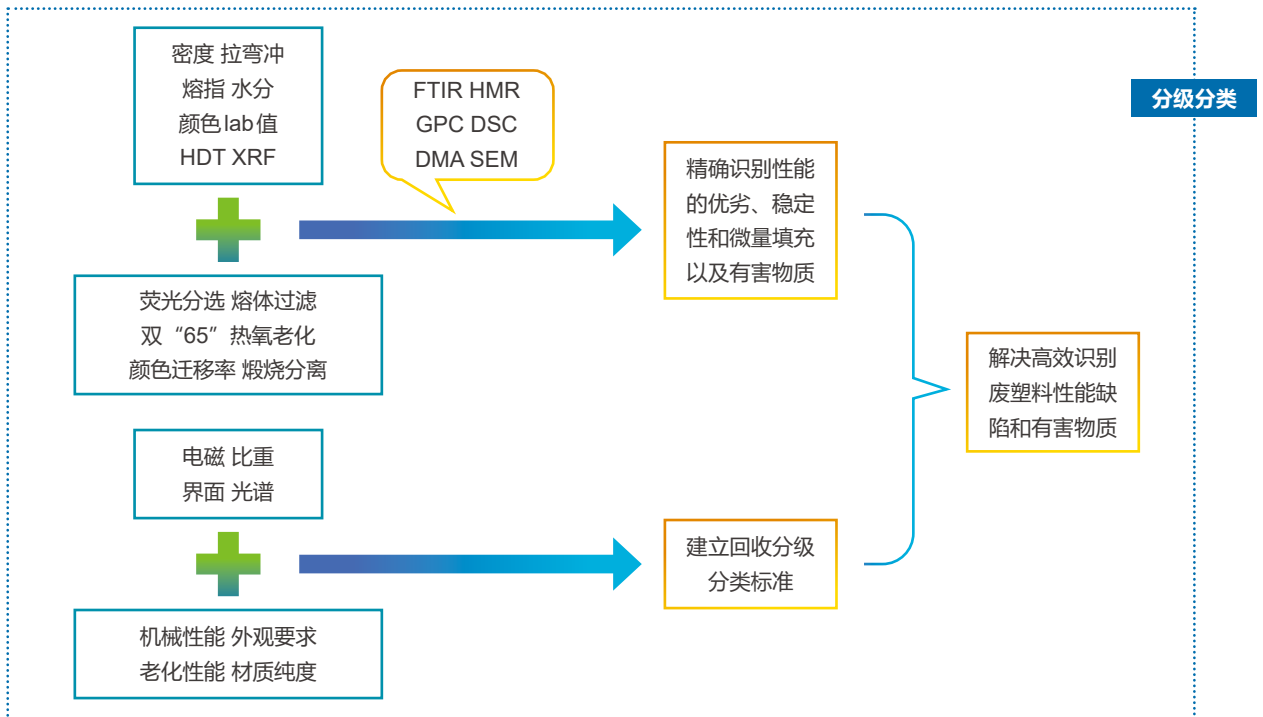 密度 拉弯冲
熔指 水分
颜色lab值
HDT XRF
FTIR HMR
GPC DSC
DMA SEM
分级分类
精确识别性能
的优劣、稳定
性和微量填充
以及有害物质
荧光分选 熔体过滤
双“65”热氧老化
颜色迁移率 煅烧分离
解决高效识别
废塑料性能缺
陷和有害物质
电磁 比重
界面 光谱
建立回收分级
分类标准
机械性能 外观要求
老化性能 材质纯度